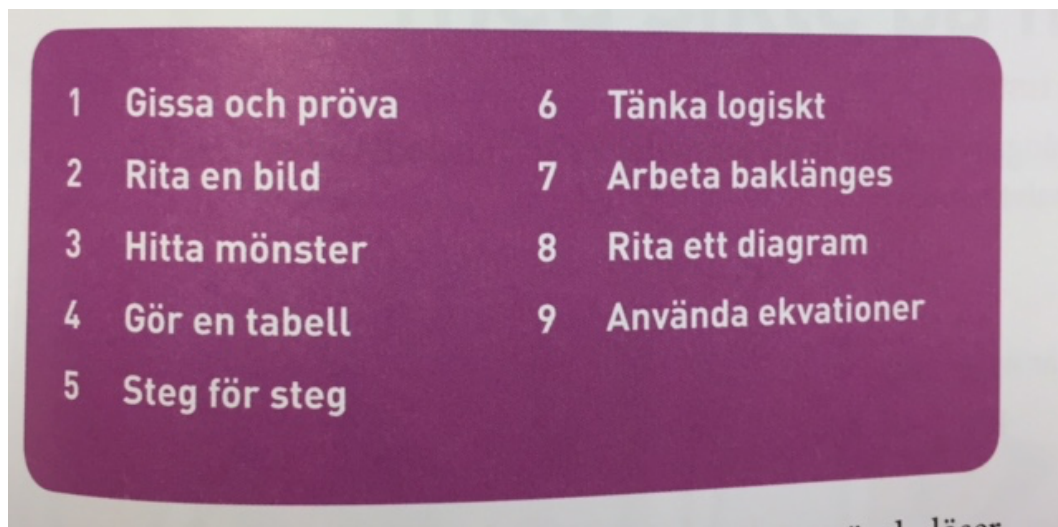 1 Gissa och pröva
2 Rita en bild
3 Hitta mönster
4 Gör en tabell
5 Steg för steg
6 Tänka logiskt
7 Arbeta baklänges
8 Rita ett diagram
9 Använda ekvationer